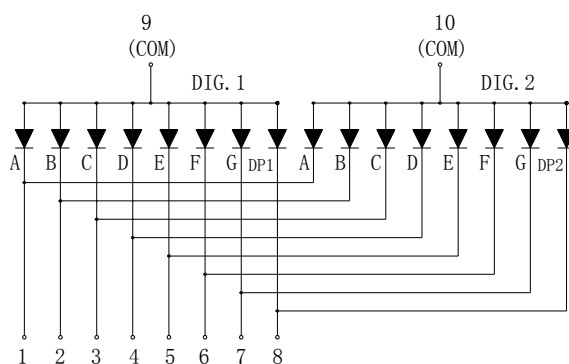 9 10
(COM) (COM)
DIG.1 DIG.2
A B C D E F G DP1 A B C D E F G DP2
1 2 3 4 5 6 7 8